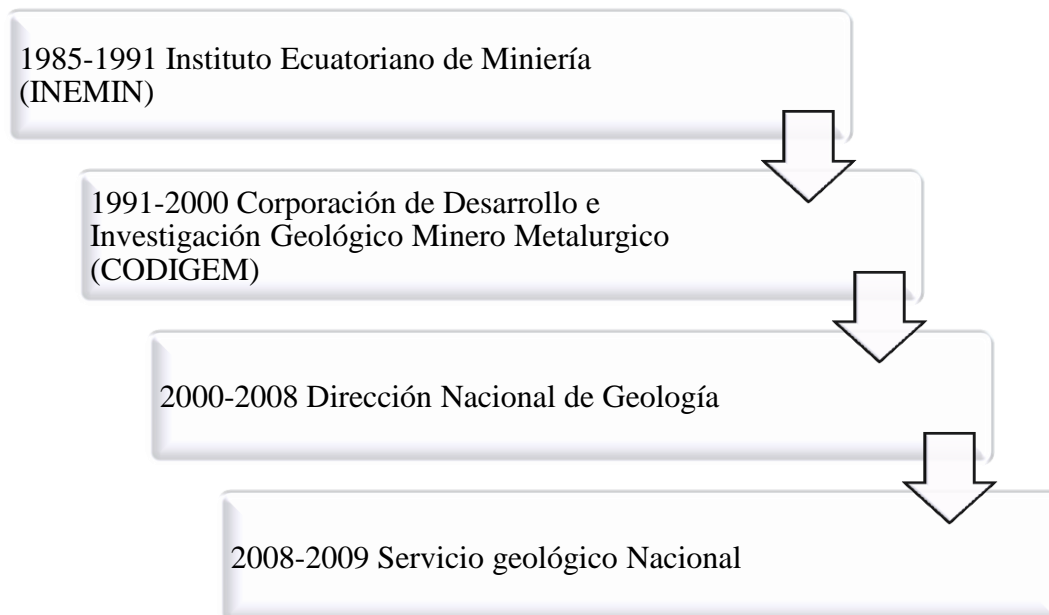 1985-1991 Instituto Ecuatoriano de Miniería
(INEMIN)
1991-2000 Corporación de Desarrollo e
Investigación Geológico Minero Metalurgico
(CODIGEM)
2000-2008 Dirección Nacional de Geología
2008-2009 Servicio geológico Nacional